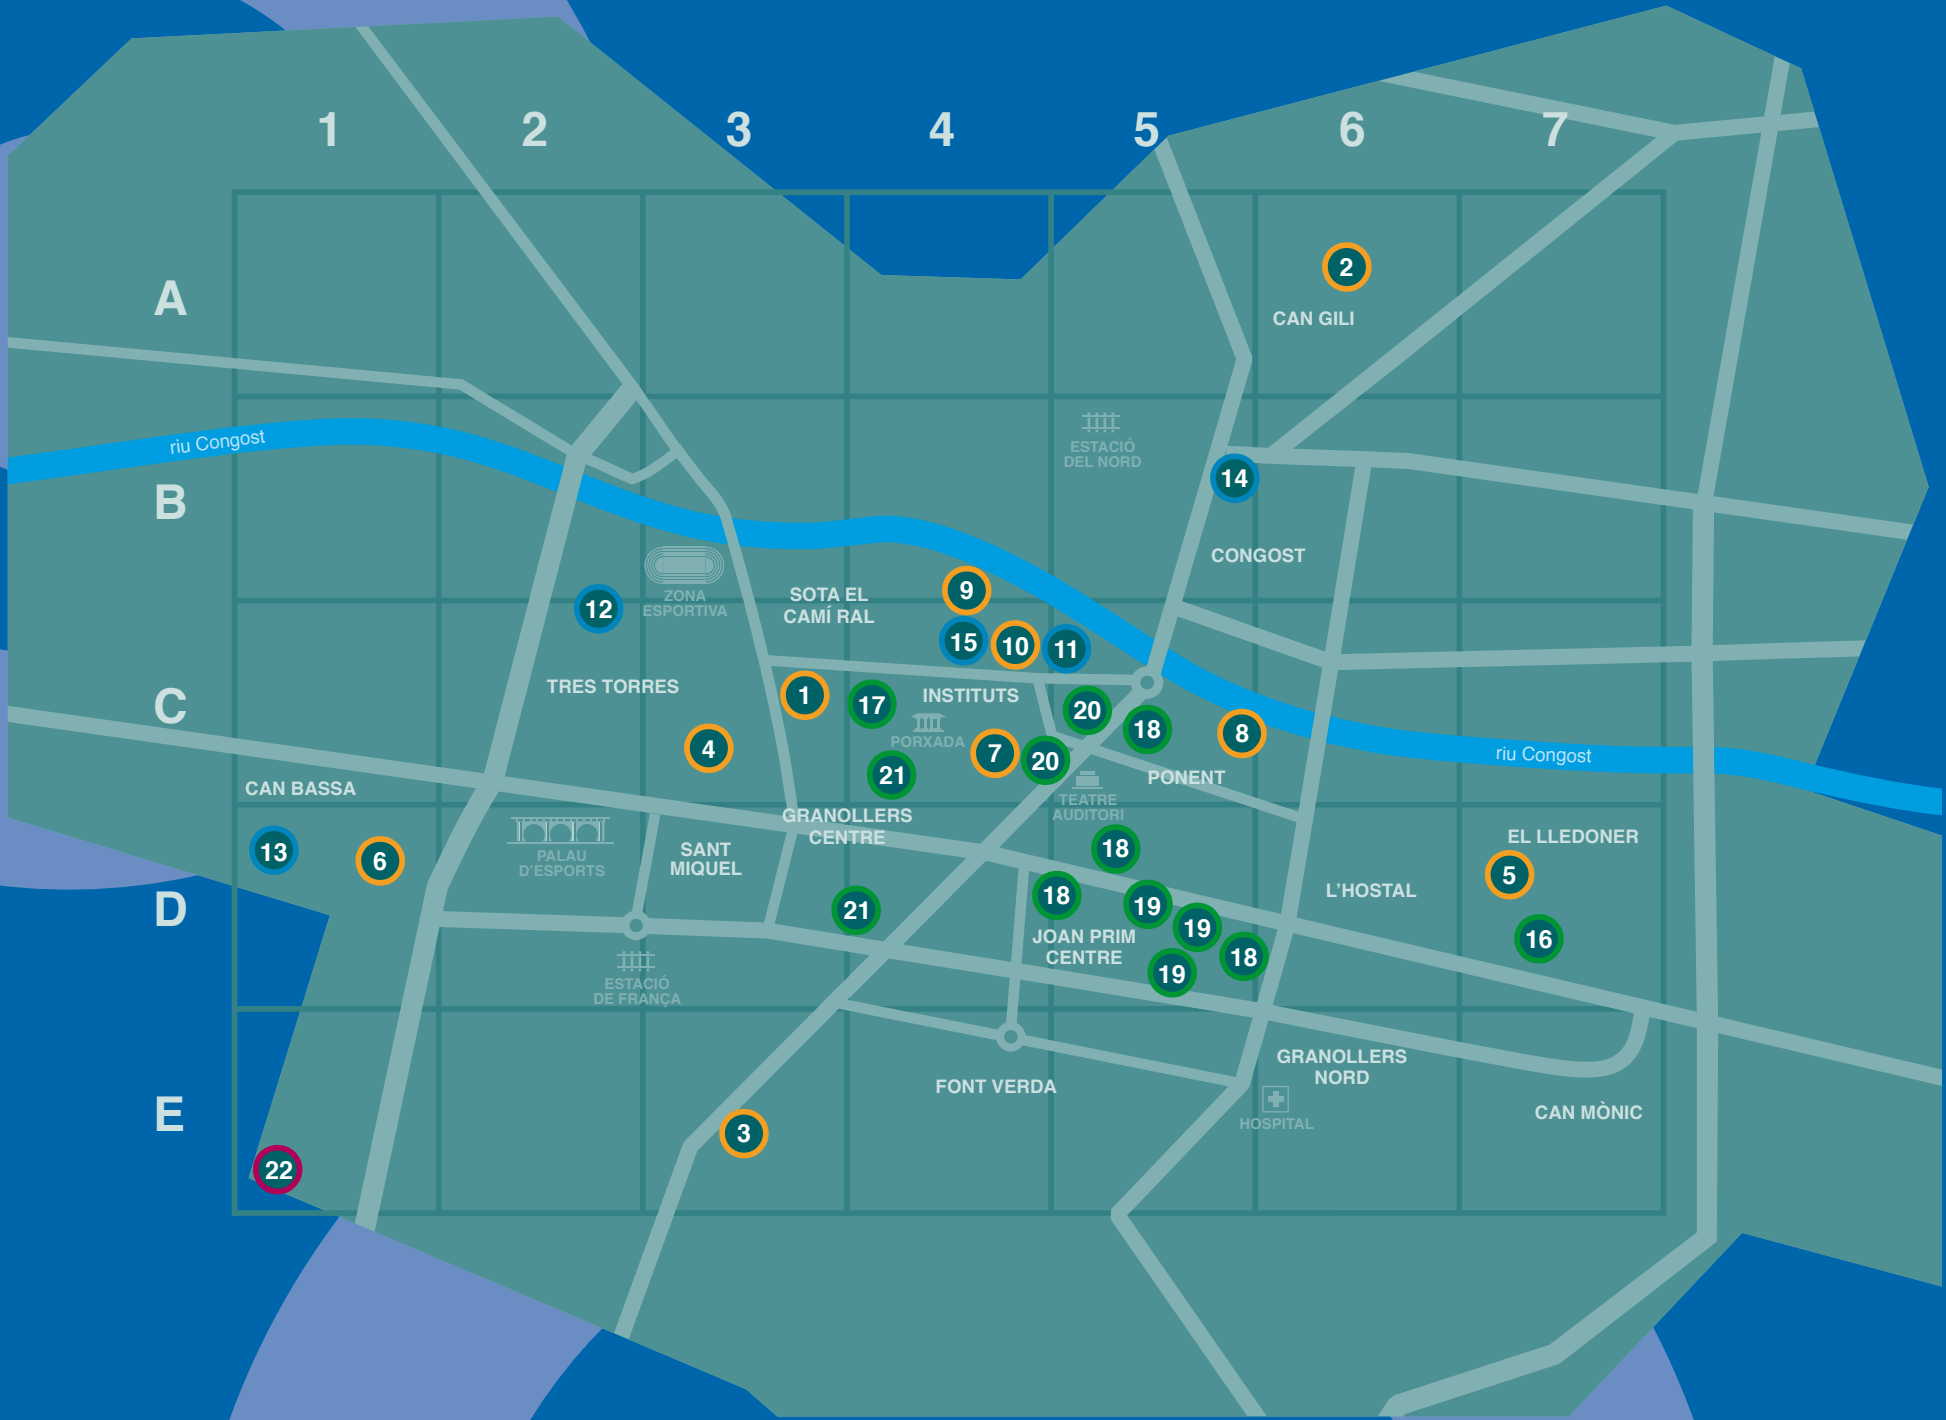 1 2 3 4 5 6 7
A
2
CAN GILI
riu Congost
ESTACIÓ
DEL NORD
14
B
CONGOST
ZONA
ESPORTIVA
12
SOTA EL
CAMÍ RAL
9
15
10
11
TRES TORRES
C
1
17
INSTITUTS
PORXADA
20
18
8
4
7
20
21
riu Congost
PONENT
TEATRE
AUDITORI
CAN BASSA
GRANOLLERS
CENTRE
13
6
PALAU
D'ESPORTS
SANT
MIQUEL
18
EL LLEDONER
5
L'HOSTAL
D
21
18
19
19
18
19
16
JOAN PRIM
CENTRE
ESTACIÓ
DE FRANÇA
GRANOLLERS
NORD
FONT VERDA
HOSPITAL
CAN MÒNIC
E
3
22